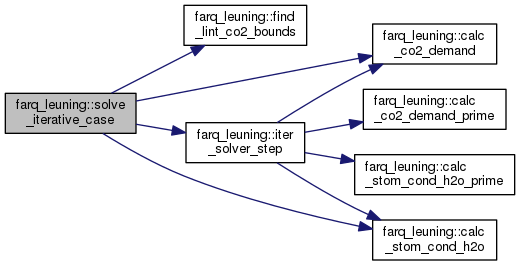 farq_leuning::solve
_iterative_case
farq_leuning::find
_lint_co2_bounds
farq_leuning::iter
_solver_step
farq_leuning::calc
_co2_demand
farq_leuning::calc
_co2_demand_prime
farq_leuning::calc
_stom_cond_h2o_prime
farq_leuning::calc
_stom_cond_h2o